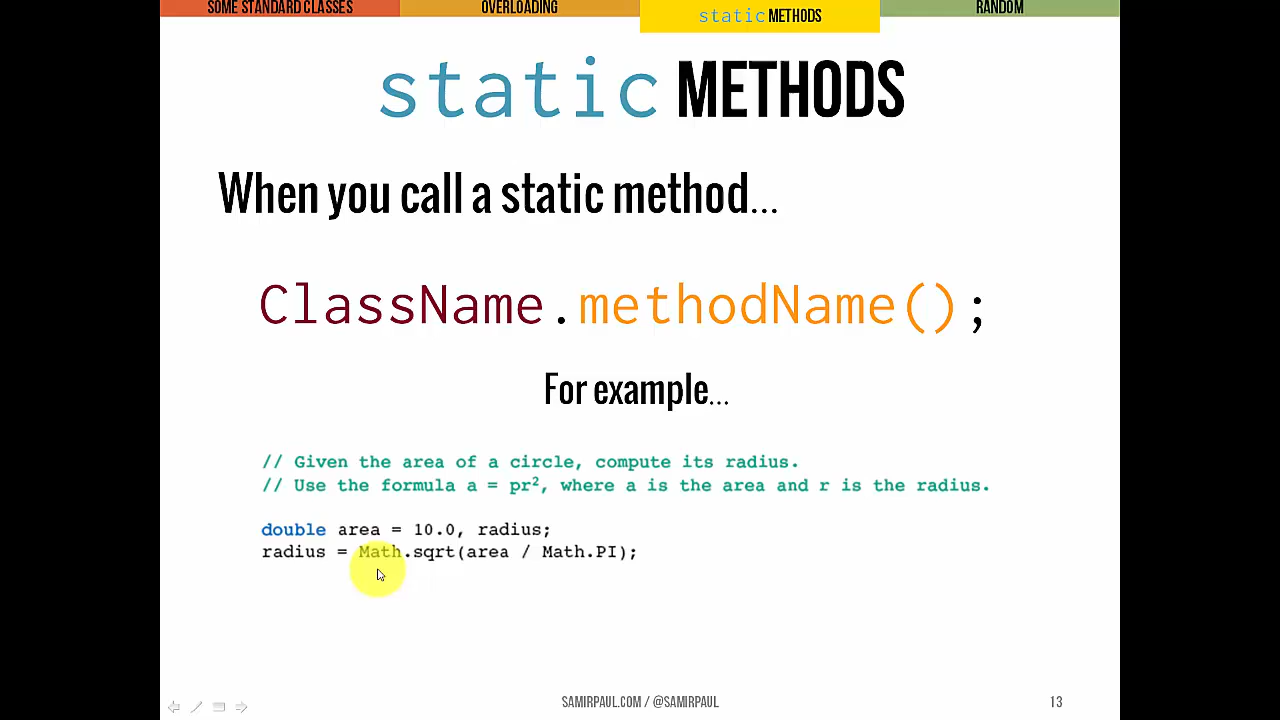 SOME STANDARD CLASSES
OVERLOADING
static METHODS
RANDOM
static METHODS
When you call a static method...
ClassName.methodName();
For example...
// Given the area of a circle, compute its radius.
// Use the formula a = pr², where a is the area and r is the radius.
double area = 10.0, radius;
radius = Math.sqrt(area / Math.PI);
SAMIRPAUL.COM / @SAMIRPAUL
13